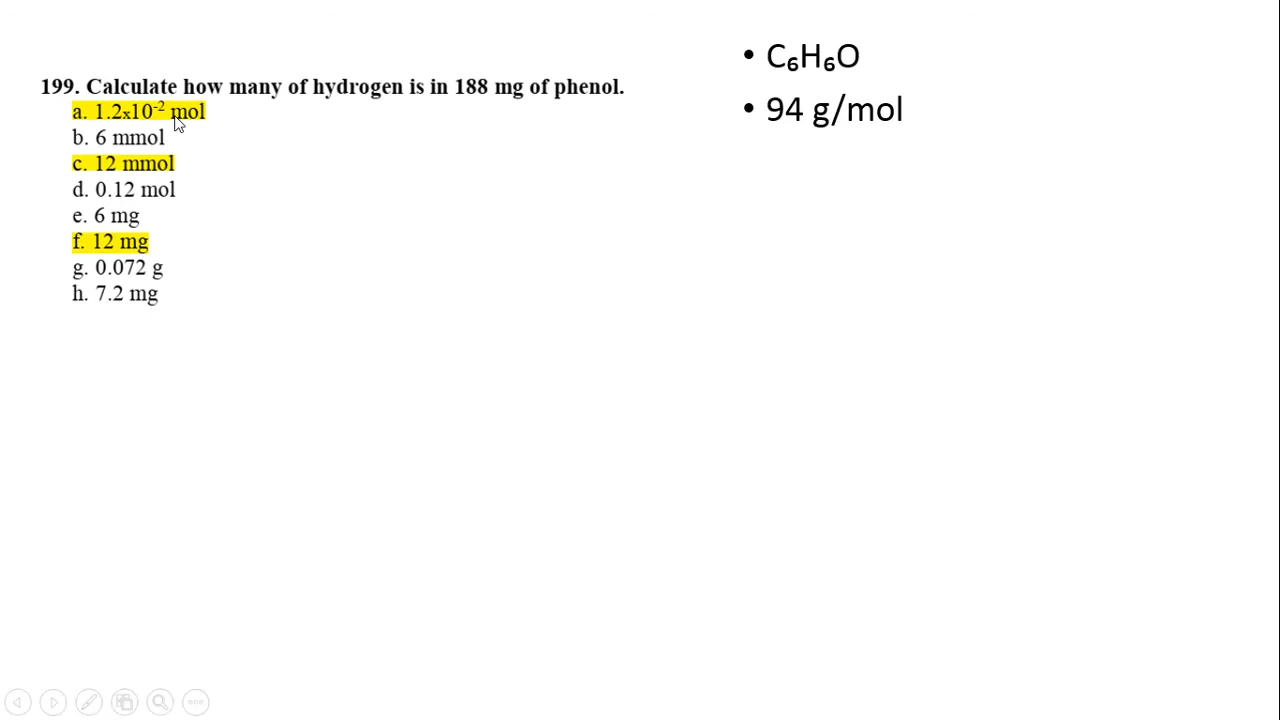 199. Calculate how many of hydrogen is in 188 mg of phenol.
a. 1.2x10⁻² mol
b. 6 mmol
c. 12 mmol
d. 0.12 mol
e. 6 mg
f. 12 mg
g. 0.072 g
h. 7.2 mg
• C₆H₆O
• 94 g/mol